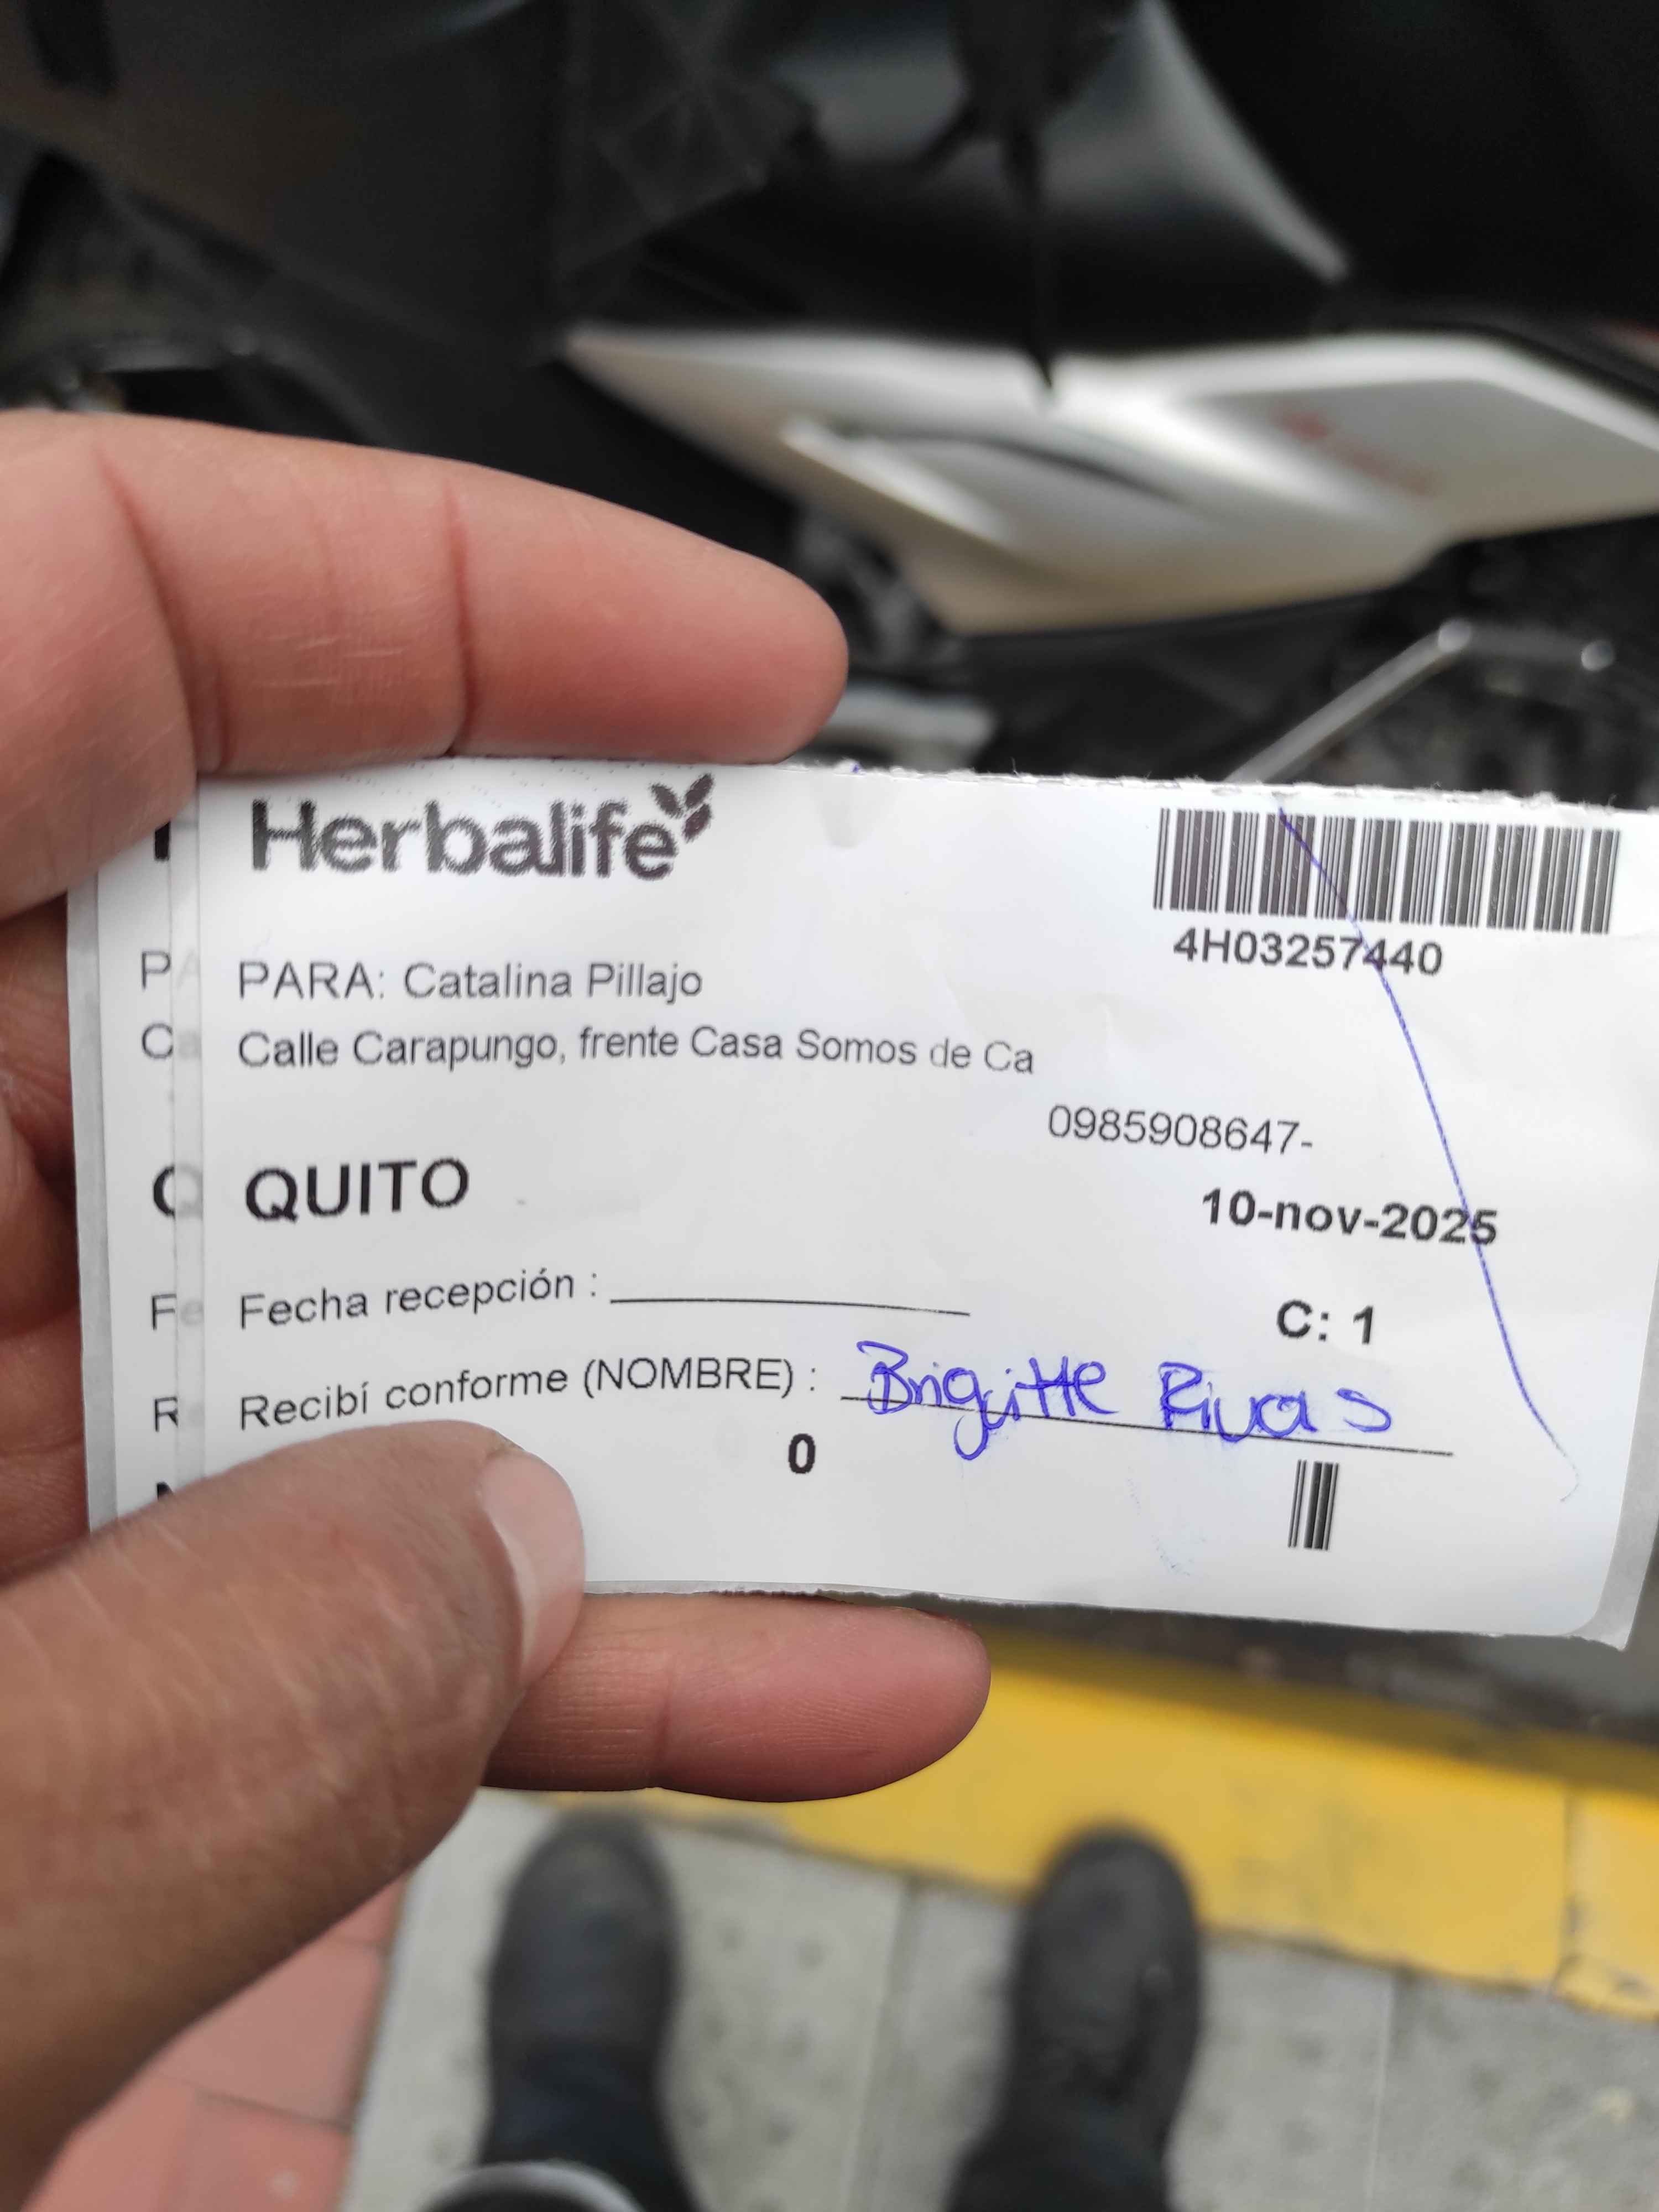 Herbalife
4H03257440
PARA: Catalina Pillajo
Calle Carapungo, frente Casa Somos de Ca
0985908647-
QUITO
10-nov-2025
Fecha recepción :
C: 1
Recibí conforme (NOMBRE) : Brigitte Rivas
0